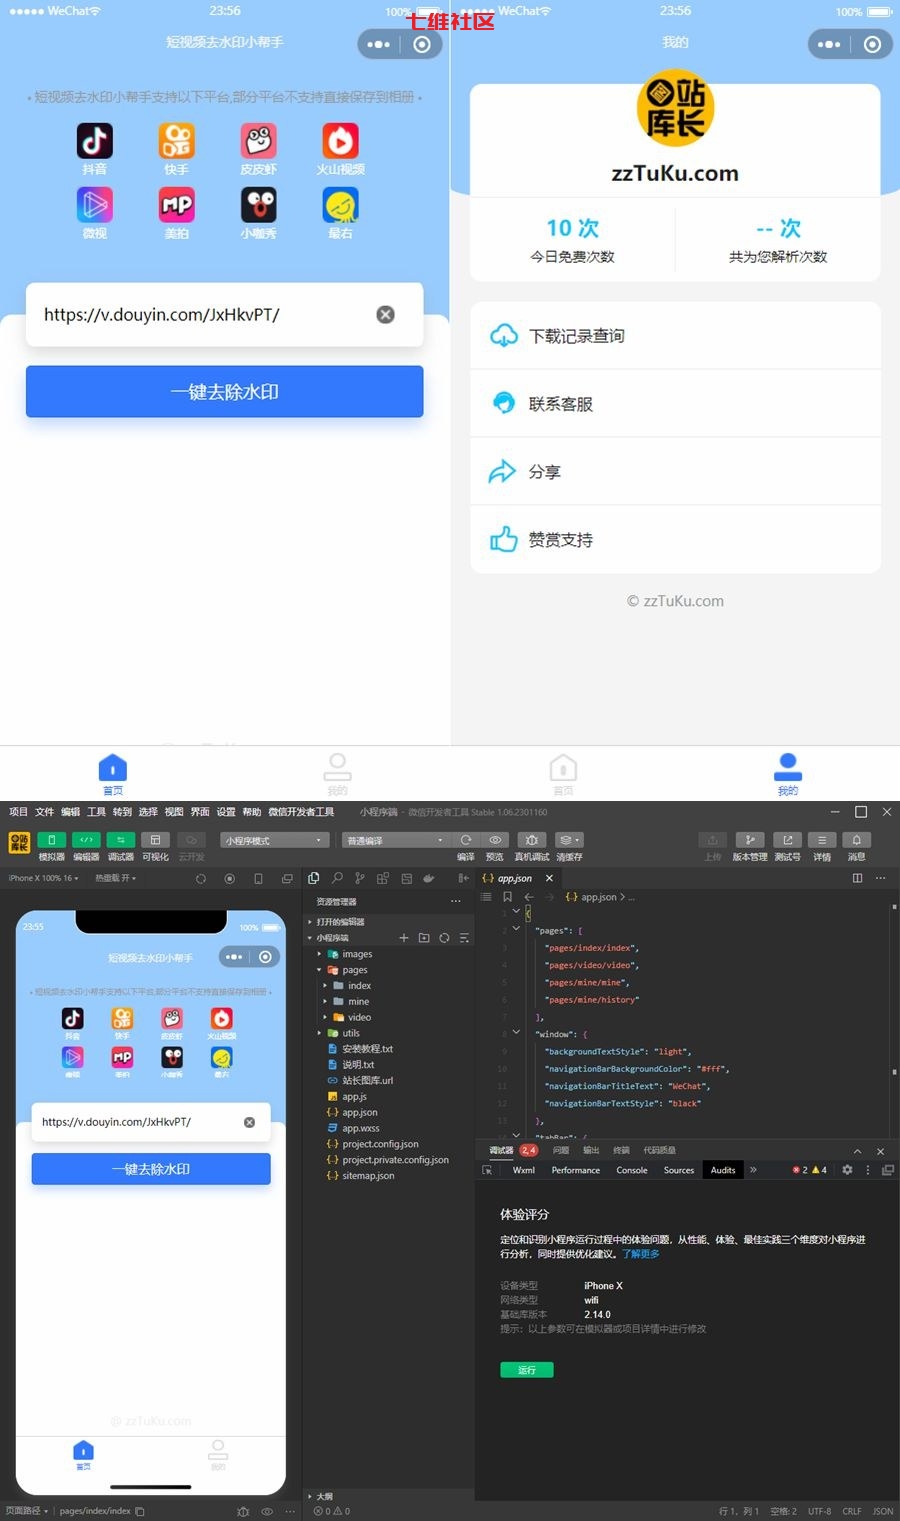 七维社区
WeChat
23:56
100%
短视频去水印小帮手
• 短视频去水印小帮手支持以下平台,部分平台不支持直接保存到相册 •
抖音
快手
皮皮虾
火山视频
MP
微视
美拍
小咖秀
最右
https://v.douyin.com/JxHkvPT/
一键去除水印
首页
我的
WeChat
23:56
100%
我的
站长图库
zzTuKu.com
10 次
-- 次
今日免费次数
共为您解析次数
下载记录查询
联系客服
分享
赞赏支持
© zzTuKu.com
首页
我的
项目 文件 编辑 工具 转到 选择 视图 界面 设置 帮助 微信开发者工具
小程序端 - 微信开发者工具 Stable 1.06.2301160
小程序模式
普通编译
模拟器
编辑器
调试器
可视化
云开发
编译
预览
真机调试
清缓存
上传
版本管理
测试号
详情
消息
iPhone X 100% 16
热重载 开
23:55
100%
短视频去水印小帮手
• 短视频去水印小帮手支持以下平台,部分平台不支持直接保存到相册 •
抖音
快手
皮皮虾
火山视频
MP
微视
美拍
小咖秀
最右
https://v.douyin.com/JxHkvPT/
一键去除水印
@ zzTuKu.com
首页
我的
页面路径
pages/index/index
资源管理器
打开的编辑器
小程序端
images
pages
index
mine
video
utils
安装教程.txt
说明.txt
站长图库.url
app.js
app.json
app.wxss
project.config.json
project.private.config.json
sitemap.json
大纲
0 0
app.json
app.json > ...
1 {
2 "pages": [
3 "pages/index/index",
4 "pages/video/video",
5 "pages/mine/mine",
6 "pages/mine/history"
7 ],
8 "window": {
9 "backgroundTextStyle": "light",
10 "navigationBarBackgroundColor": "#fff",
11 "navigationBarTitleText": "WeChat",
12 "navigationBarTextStyle": "black"
13 },
14 "tabBar": {
调试器 2, 4 问题 输出 终端 代码质量
Wxml Performance Console Sources Audits
2 4
体验评分
定位和识别小程序运行过程中的体验问题，从性能、体验、最佳实践三个维度对小程序进
行分析，同时提供优化建议。了解更多
设备类型 iPhone X
网络类型 wifi
基础库版本 2.14.0
提示：以上参数可在模拟器或项目详情中进行修改
运行
行 1，列 1 空格: 2 UTF-8 CRLF JSON